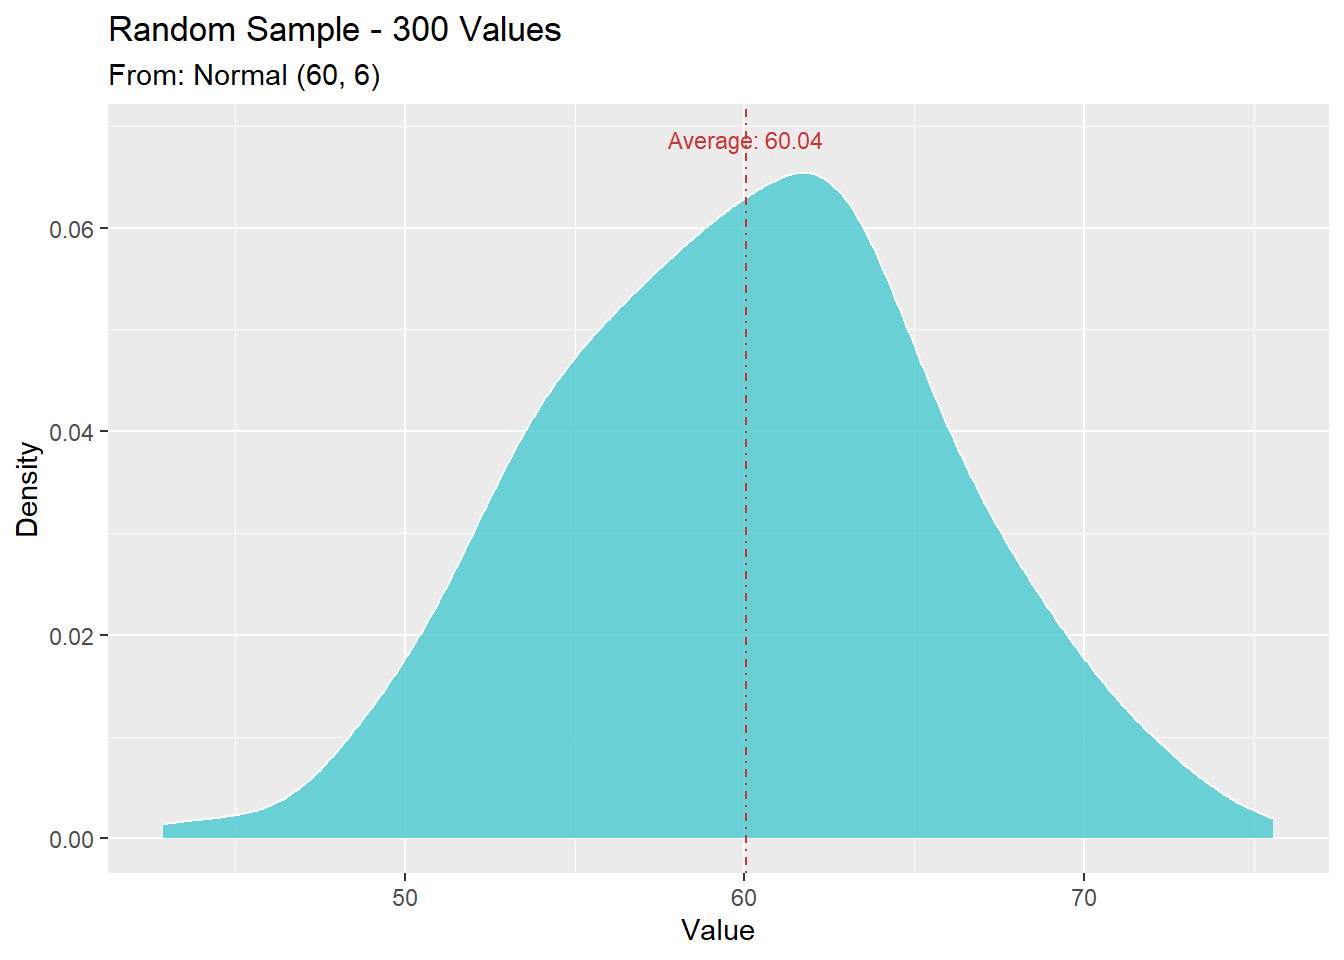 Random Sample - 300 Values
From: Normal (60, 6)
Average: 60.04
0.06
0.04
0.02
0.00
Density
50 60 70
Value